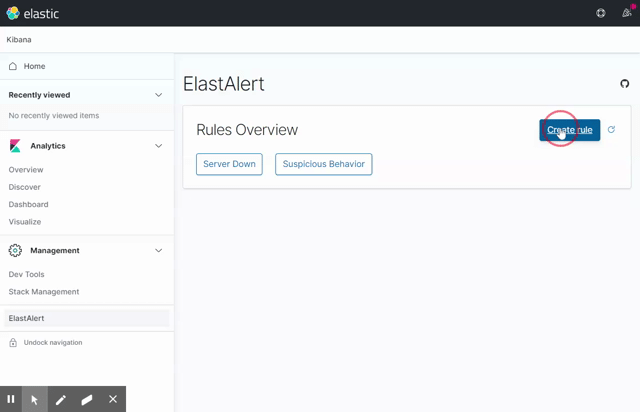 elastic
Kibana
Home
Recently viewed
No recently viewed items
Analytics
Overview
Discover
Dashboard
Visualize
Management
Dev Tools
Stack Management
ElastAlert
Undock navigation
ElastAlert
Rules Overview
Create rule
Server Down
Suspicious Behavior